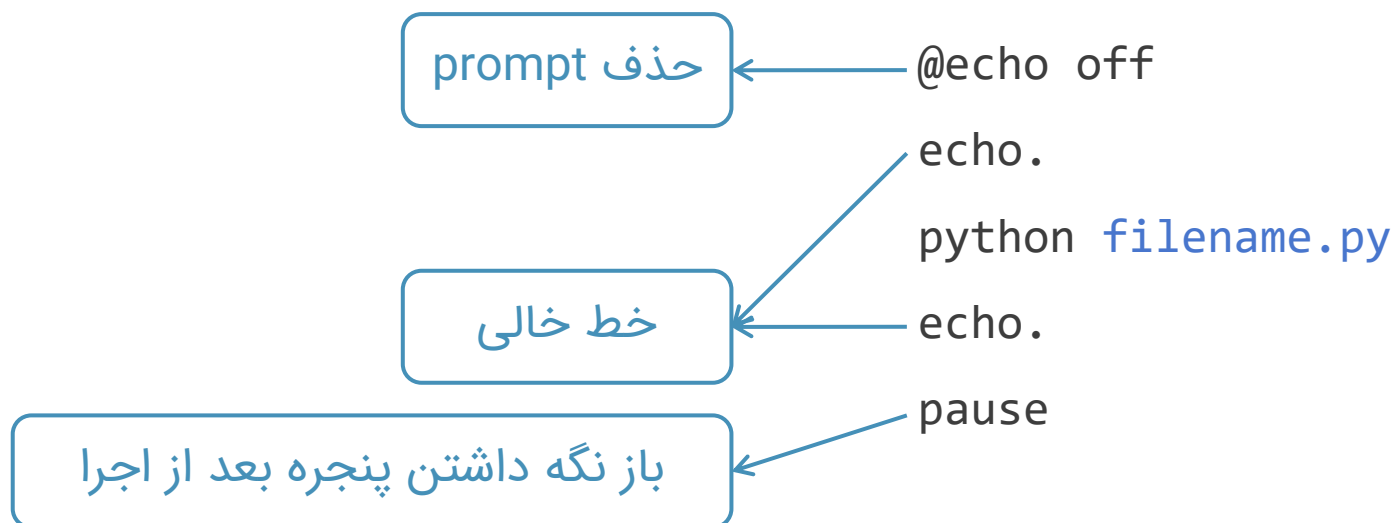 حذف prompt
@echo off
echo.
python filename.py
خط خالی
echo.
pause
باز نگه داشتن پنجره بعد از اجرا